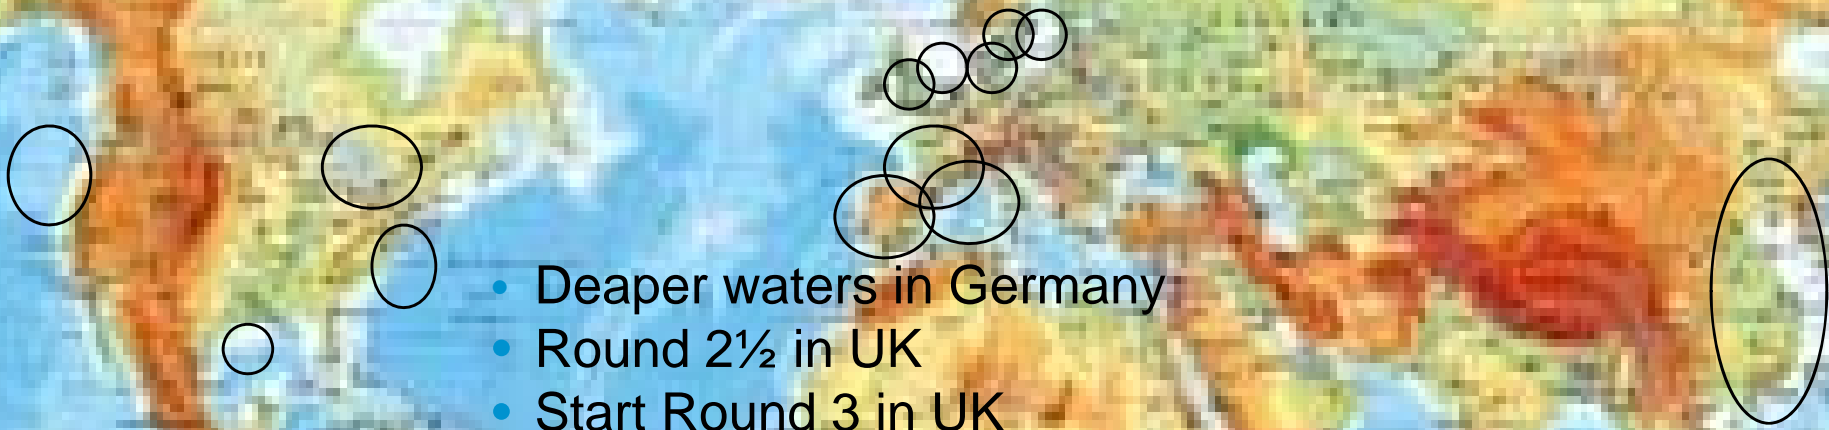 • Deaper waters in Germany
• Round 2½ in UK
• Start Round 3 in UK